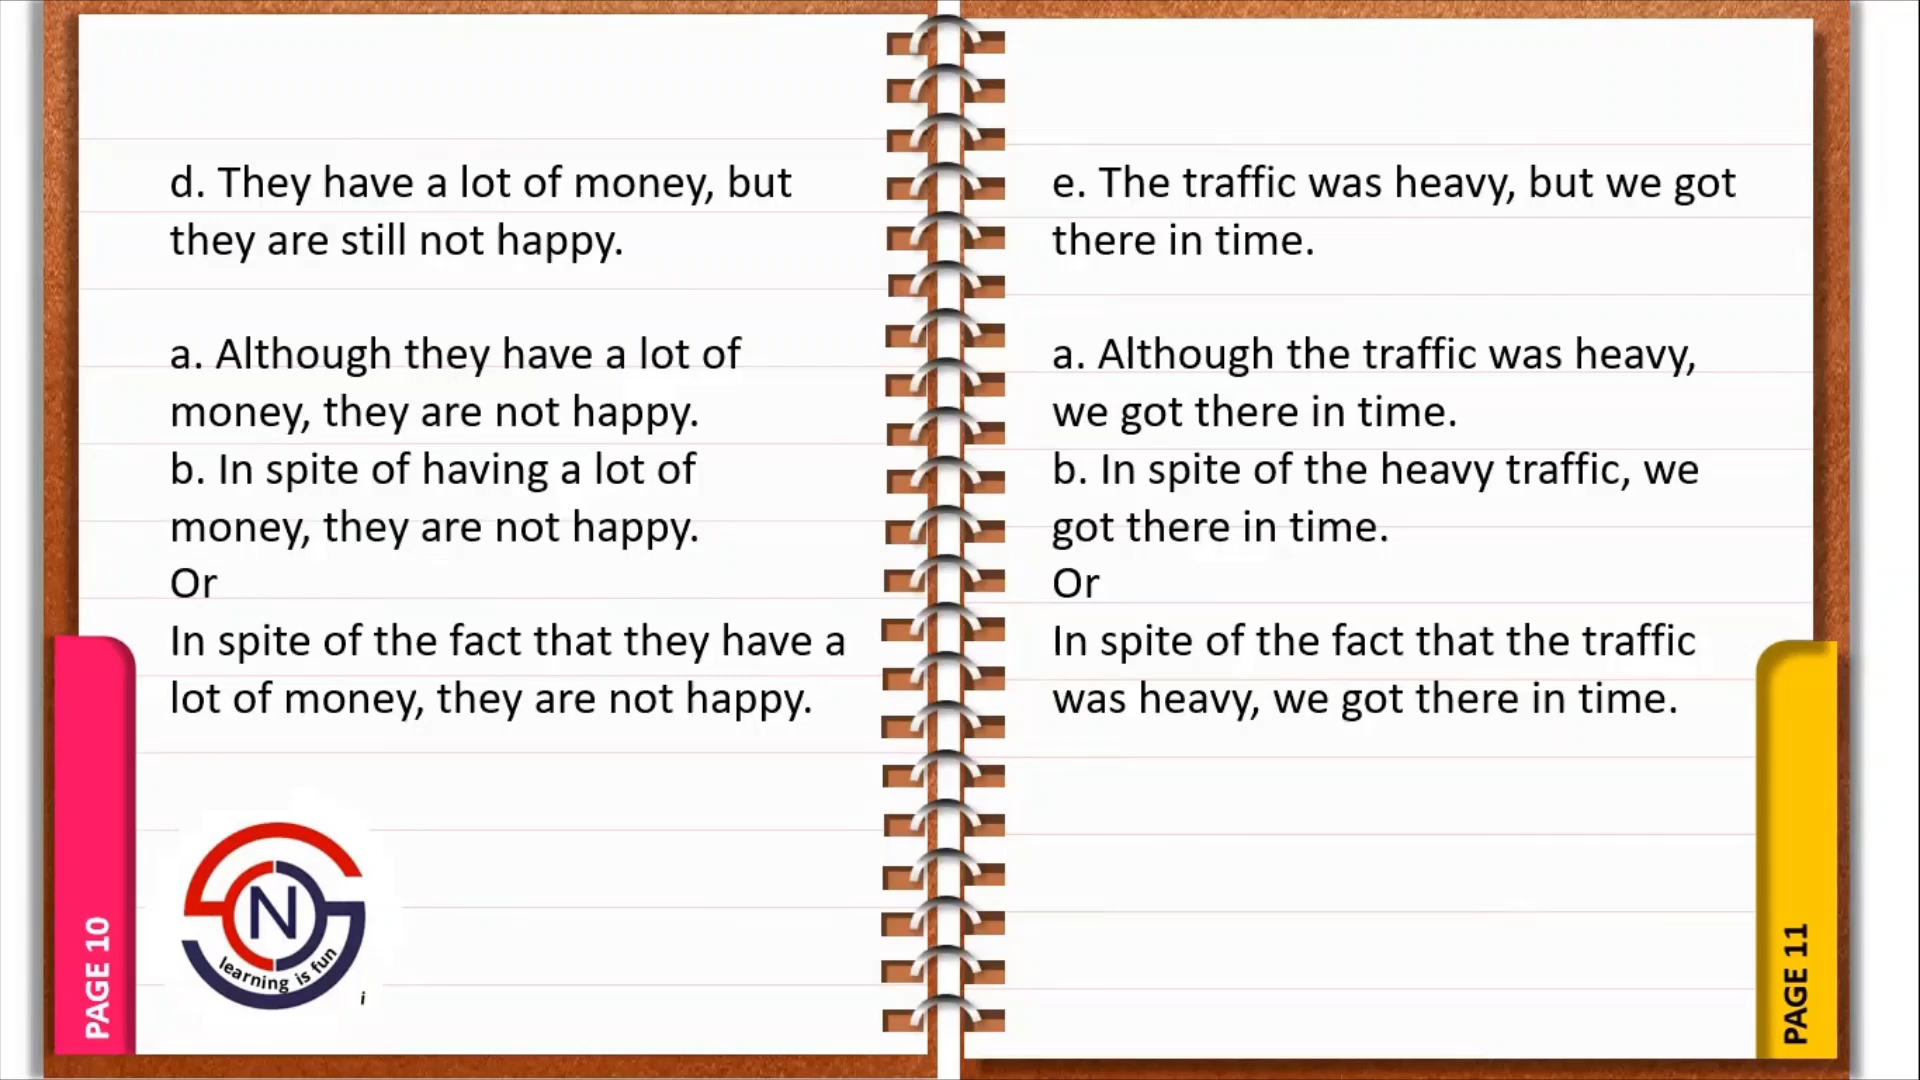 d. They have a lot of money, but
they are still not happy.
a. Although they have a lot of
money, they are not happy.
b. In spite of having a lot of
money, they are not happy.
Or
In spite of the fact that they have a
lot of money, they are not happy.
PAGE 10
N
learning is fun
i
e. The traffic was heavy, but we got
there in time.
a. Although the traffic was heavy,
we got there in time.
b. In spite of the heavy traffic, we
got there in time.
Or
In spite of the fact that the traffic
was heavy, we got there in time.
PAGE 11